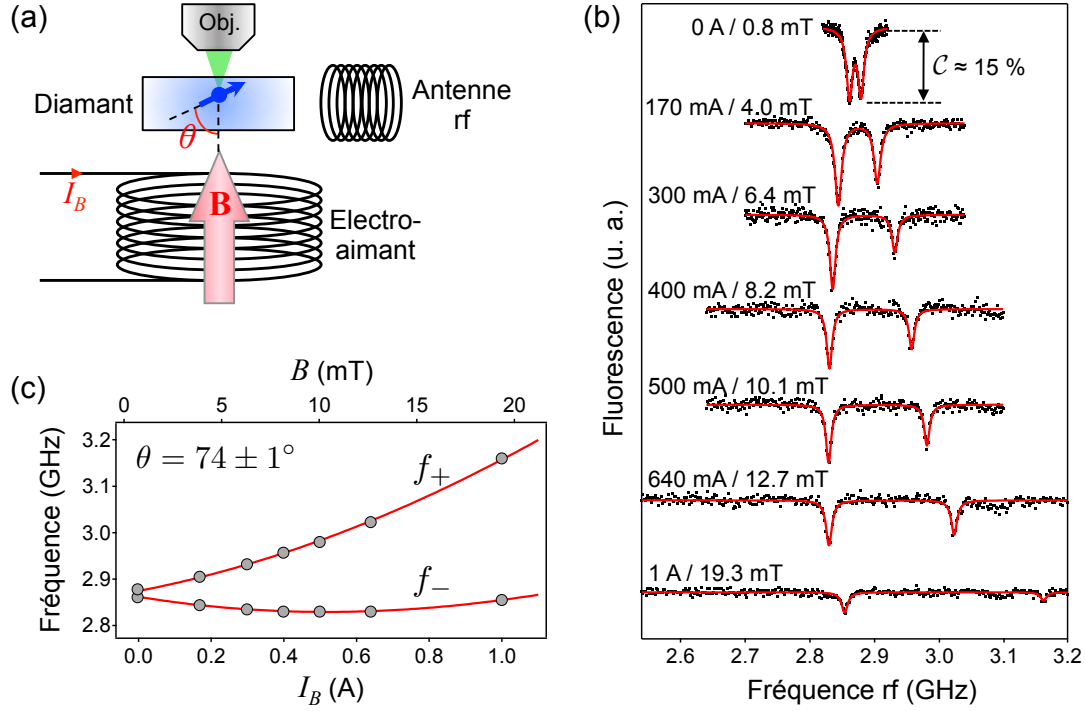 (a)
Obj.
Diamant
θ
Antenne
rf
I_B
B
Electro-
aimant
(b)
0 A / 0.8 mT
C ≈ 15 %
170 mA / 4.0 mT
300 mA / 6.4 mT
400 mA / 8.2 mT
500 mA / 10.1 mT
640 mA / 12.7 mT
1 A / 19.3 mT
Fluorescence (u. a.)
2.6 2.7 2.8 2.9 3.0 3.1 3.2
Fréquence rf (GHz)
(c)
B (mT)
0 5 10 15 20
θ = 74 ± 1°
f+
f−
Fréquence (GHz)
3.2
3.1
3.0
2.9
2.8
0.0 0.2 0.4 0.6 0.8 1.0
I_B (A)